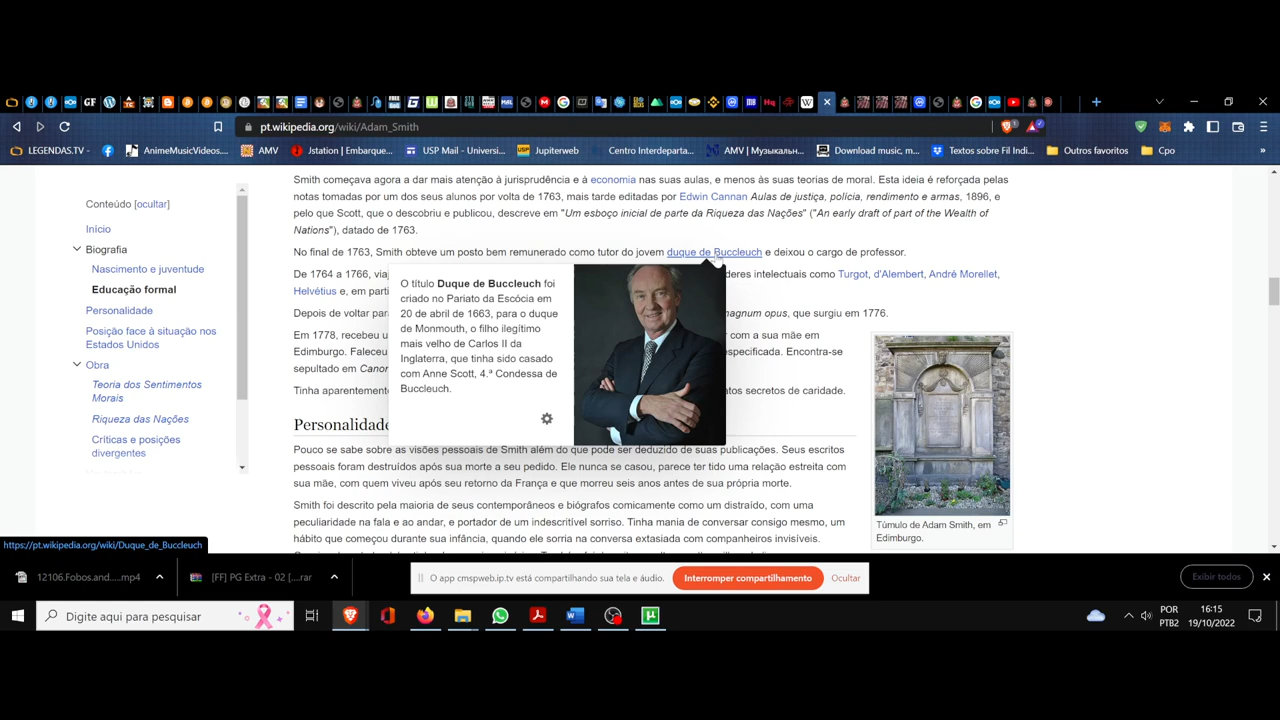 pt.wikipedia.org/wiki/Adam_Smith
LEGENDAS.TV -
AnimeMusicVideos...
AMV
Jstation | Embarque...
USP Mail - Universi...
Jupiterweb
Centro Interdeparta...
AMV | Музыкальн...
Download music, m...
Textos sobre Fil Indi...
Outros favoritos
Cpo
Conteúdo [ocultar]
Início
Biografia
Nascimento e juventude
Educação formal
Personalidade
Posição face à situação nos
Estados Unidos
Obra
Teoria dos Sentimentos
Morais
Riqueza das Nações
Críticas e posições
divergentes
Smith começava agora a dar mais atenção à jurisprudência e à economia nas suas aulas, e menos às suas teorias de moral. Esta ideia é reforçada pelas
notas tomadas por um dos seus alunos por volta de 1763, mais tarde editadas por Edwin Cannan Aulas de justiça, polícia, rendimento e armas, 1896, e
pelo que Scott, que o descobriu e publicou, descreve em "Um esboço inicial de parte da Riqueza das Nações" ("An early draft of part of the Wealth of
Nations"), datado de 1763.
No final de 1763, Smith obteve um posto bem remunerado como tutor do jovem duque de Buccleuch e deixou o cargo de professor.
De 1764 a 1766, via
deres intelectuais como Turgot, d'Alembert, André Morellet,
Helvétius e, em parti
Depois de voltar par
magnum opus, que surgiu em 1776.
Em 1778, recebeu u
r com a sua mãe em
Edimburgo. Faleceu
especificada. Encontra-se
sepultado em Canon
Tinha aparentement
atos secretos de caridade.
O título Duque de Buccleuch foi
criado no Pariato da Escócia em
20 de abril de 1663, para o duque
de Monmouth, o filho ilegítimo
mais velho de Carlos II da
Inglaterra, que tinha sido casado
com Anne Scott, 4.ª Condessa de
Buccleuch.
Personalidade
Pouco se sabe sobre as visões pessoais de Smith além do que pode ser deduzido de suas publicações. Seus escritos
pessoais foram destruídos após sua morte a seu pedido. Ele nunca se casou, parece ter tido uma relação estreita com
sua mãe, com quem viveu após seu retorno da França e que morreu seis anos antes de sua própria morte.
Smith foi descrito pela maioria de seus contemporâneos e biógrafos comicamente como um distraído, com uma
peculiaridade na fala e ao andar, e portador de um indescritível sorriso. Tinha mania de conversar consigo mesmo, um
hábito que começou durante sua infância, quando ele sorria na conversa extasiada com companheiros invisíveis.
Túmulo de Adam Smith, em
Edimburgo.
https://pt.wikipedia.org/wiki/Duque_de_Buccleuch
12106.Fobos.and.....mp4
[FF] PG Extra - 02 [....rar
O app cmspweb.ip.tv está compartilhando sua tela e áudio.
Interromper compartilhamento
Ocultar
Exibir todos
Digite aqui para pesquisar
POR
PTB2
16:15
19/10/2022